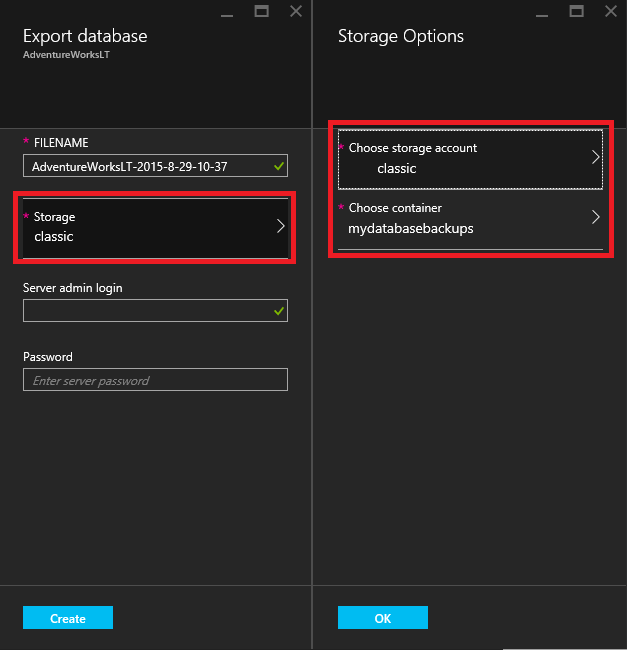 Export database
AdventureWorksLT
* FILENAME
AdventureWorksLT-2015-8-29-10-37
* Storage
classic
Server admin login
Password
Enter server password
Create
Storage Options
* Choose storage account
classic
* Choose container
mydatabasebackups
OK